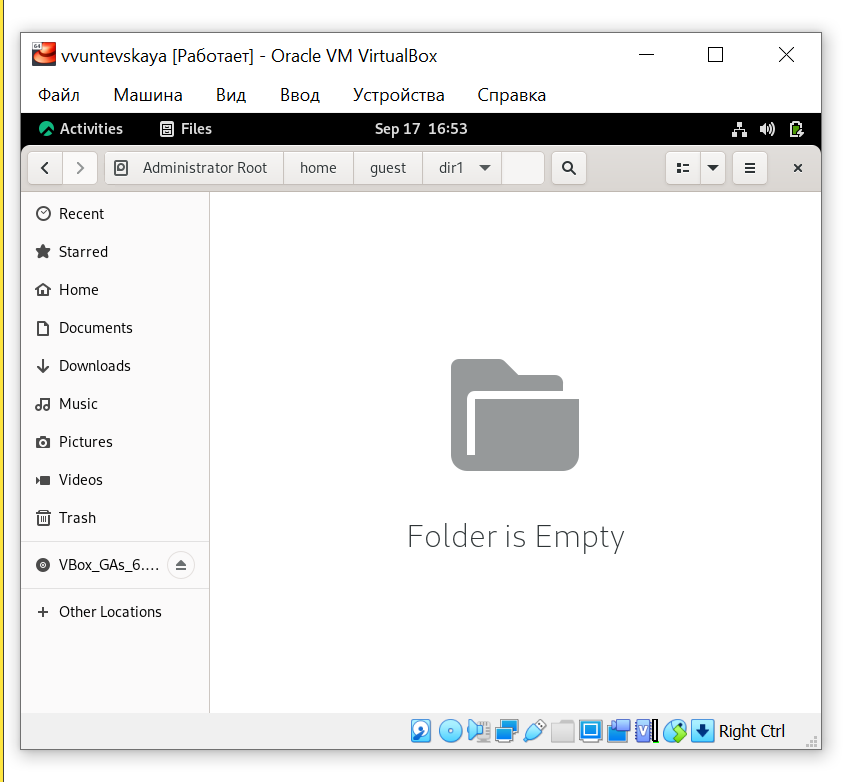 vvuntevskaya [Работает] - Oracle VM VirtualBox
Файл Машина Вид Ввод Устройства Справка
Activities Files Sep 17 16:53
Administrator Root home guest dir1
Recent
Starred
Home
Documents
Downloads
Music
Pictures
Videos
Trash
VBox_GAs_6....
Other Locations
Folder is Empty
Right Ctrl